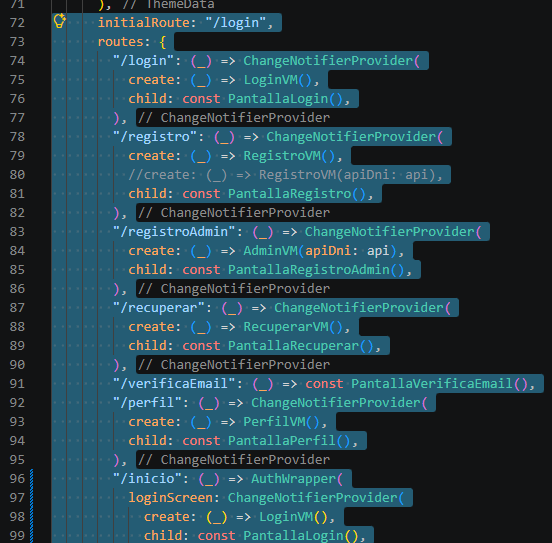 71 ), // ThemeData
72 initialRoute: "/login",
73 routes: {
74 "/login": (_) => ChangeNotifierProvider(
75 create: (_) => LoginVM(),
76 child: const PantallaLogin(),
77 ), // ChangeNotifierProvider
78 "/registro": (_) => ChangeNotifierProvider(
79 create: (_) => RegistroVM(),
80 //create: (_) => RegistroVM(apiDni: api),
81 child: const PantallaRegistro(),
82 ), // ChangeNotifierProvider
83 "/registroAdmin": (_) => ChangeNotifierProvider(
84 create: (_) => AdminVM(apiDni: api),
85 child: const PantallaRegistroAdmin(),
86 ), // ChangeNotifierProvider
87 "/recuperar": (_) => ChangeNotifierProvider(
88 create: (_) => RecuperarVM(),
89 child: const PantallaRecuperar(),
90 ), // ChangeNotifierProvider
91 "/verificaEmail": (_) => const PantallaVerificaEmail(),
92 "/perfil": (_) => ChangeNotifierProvider(
93 create: (_) => PerfilVM(),
94 child: const PantallaPerfil(),
95 ), // ChangeNotifierProvider
96 "/inicio": (_) => AuthWrapper(
97 loginScreen: ChangeNotifierProvider(
98 create: (_) => LoginVM(),
99 child: const PantallaLogin(),